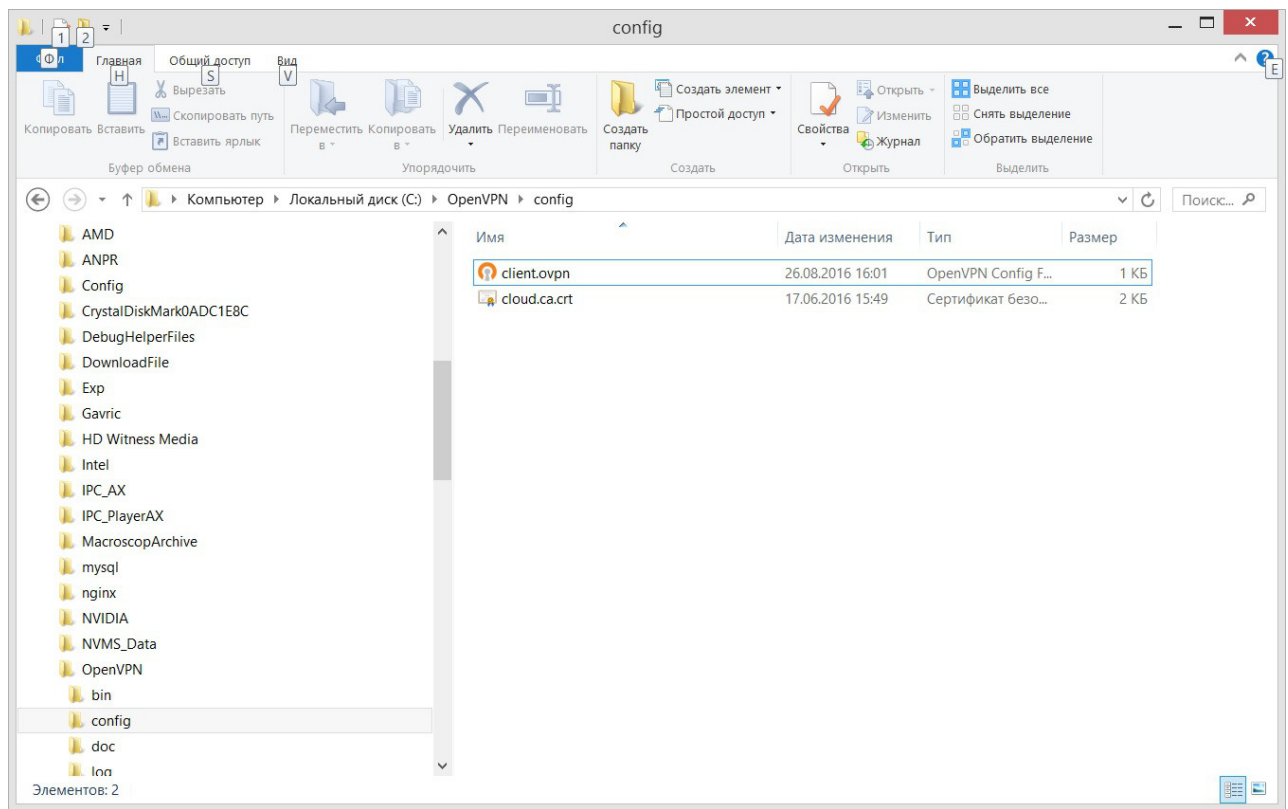 config
1 2
Ф
Главная Общий доступ Вид
H S V E
Копировать Вставить
Вырезать
Скопировать путь
Вставить ярлык
Переместить в
Копировать в
Удалить
Переименовать
Создать папку
Создать элемент
Простой доступ
Свойства
Открыть
Изменить
Журнал
Выделить все
Снять выделение
Обратить выделение
Буфер обмена Упорядочить Создать Открыть Выделить
Компьютер Локальный диск (C:) OpenVPN config
Поиск...
Имя Дата изменения Тип Размер
client.ovpn 26.08.2016 16:01 OpenVPN Config F... 1 КБ
cloud.ca.crt 17.06.2016 15:49 Сертификат безо... 2 КБ
AMD
ANPR
Config
CrystalDiskMark0ADC1E8C
DebugHelperFiles
DownloadFile
Exp
Gavric
HD Witness Media
Intel
IPC_AX
IPC_PlayerAX
MacroscopArchive
mysql
nginx
NVIDIA
NVMS_Data
OpenVPN
bin
config
doc
log
Элементов: 2